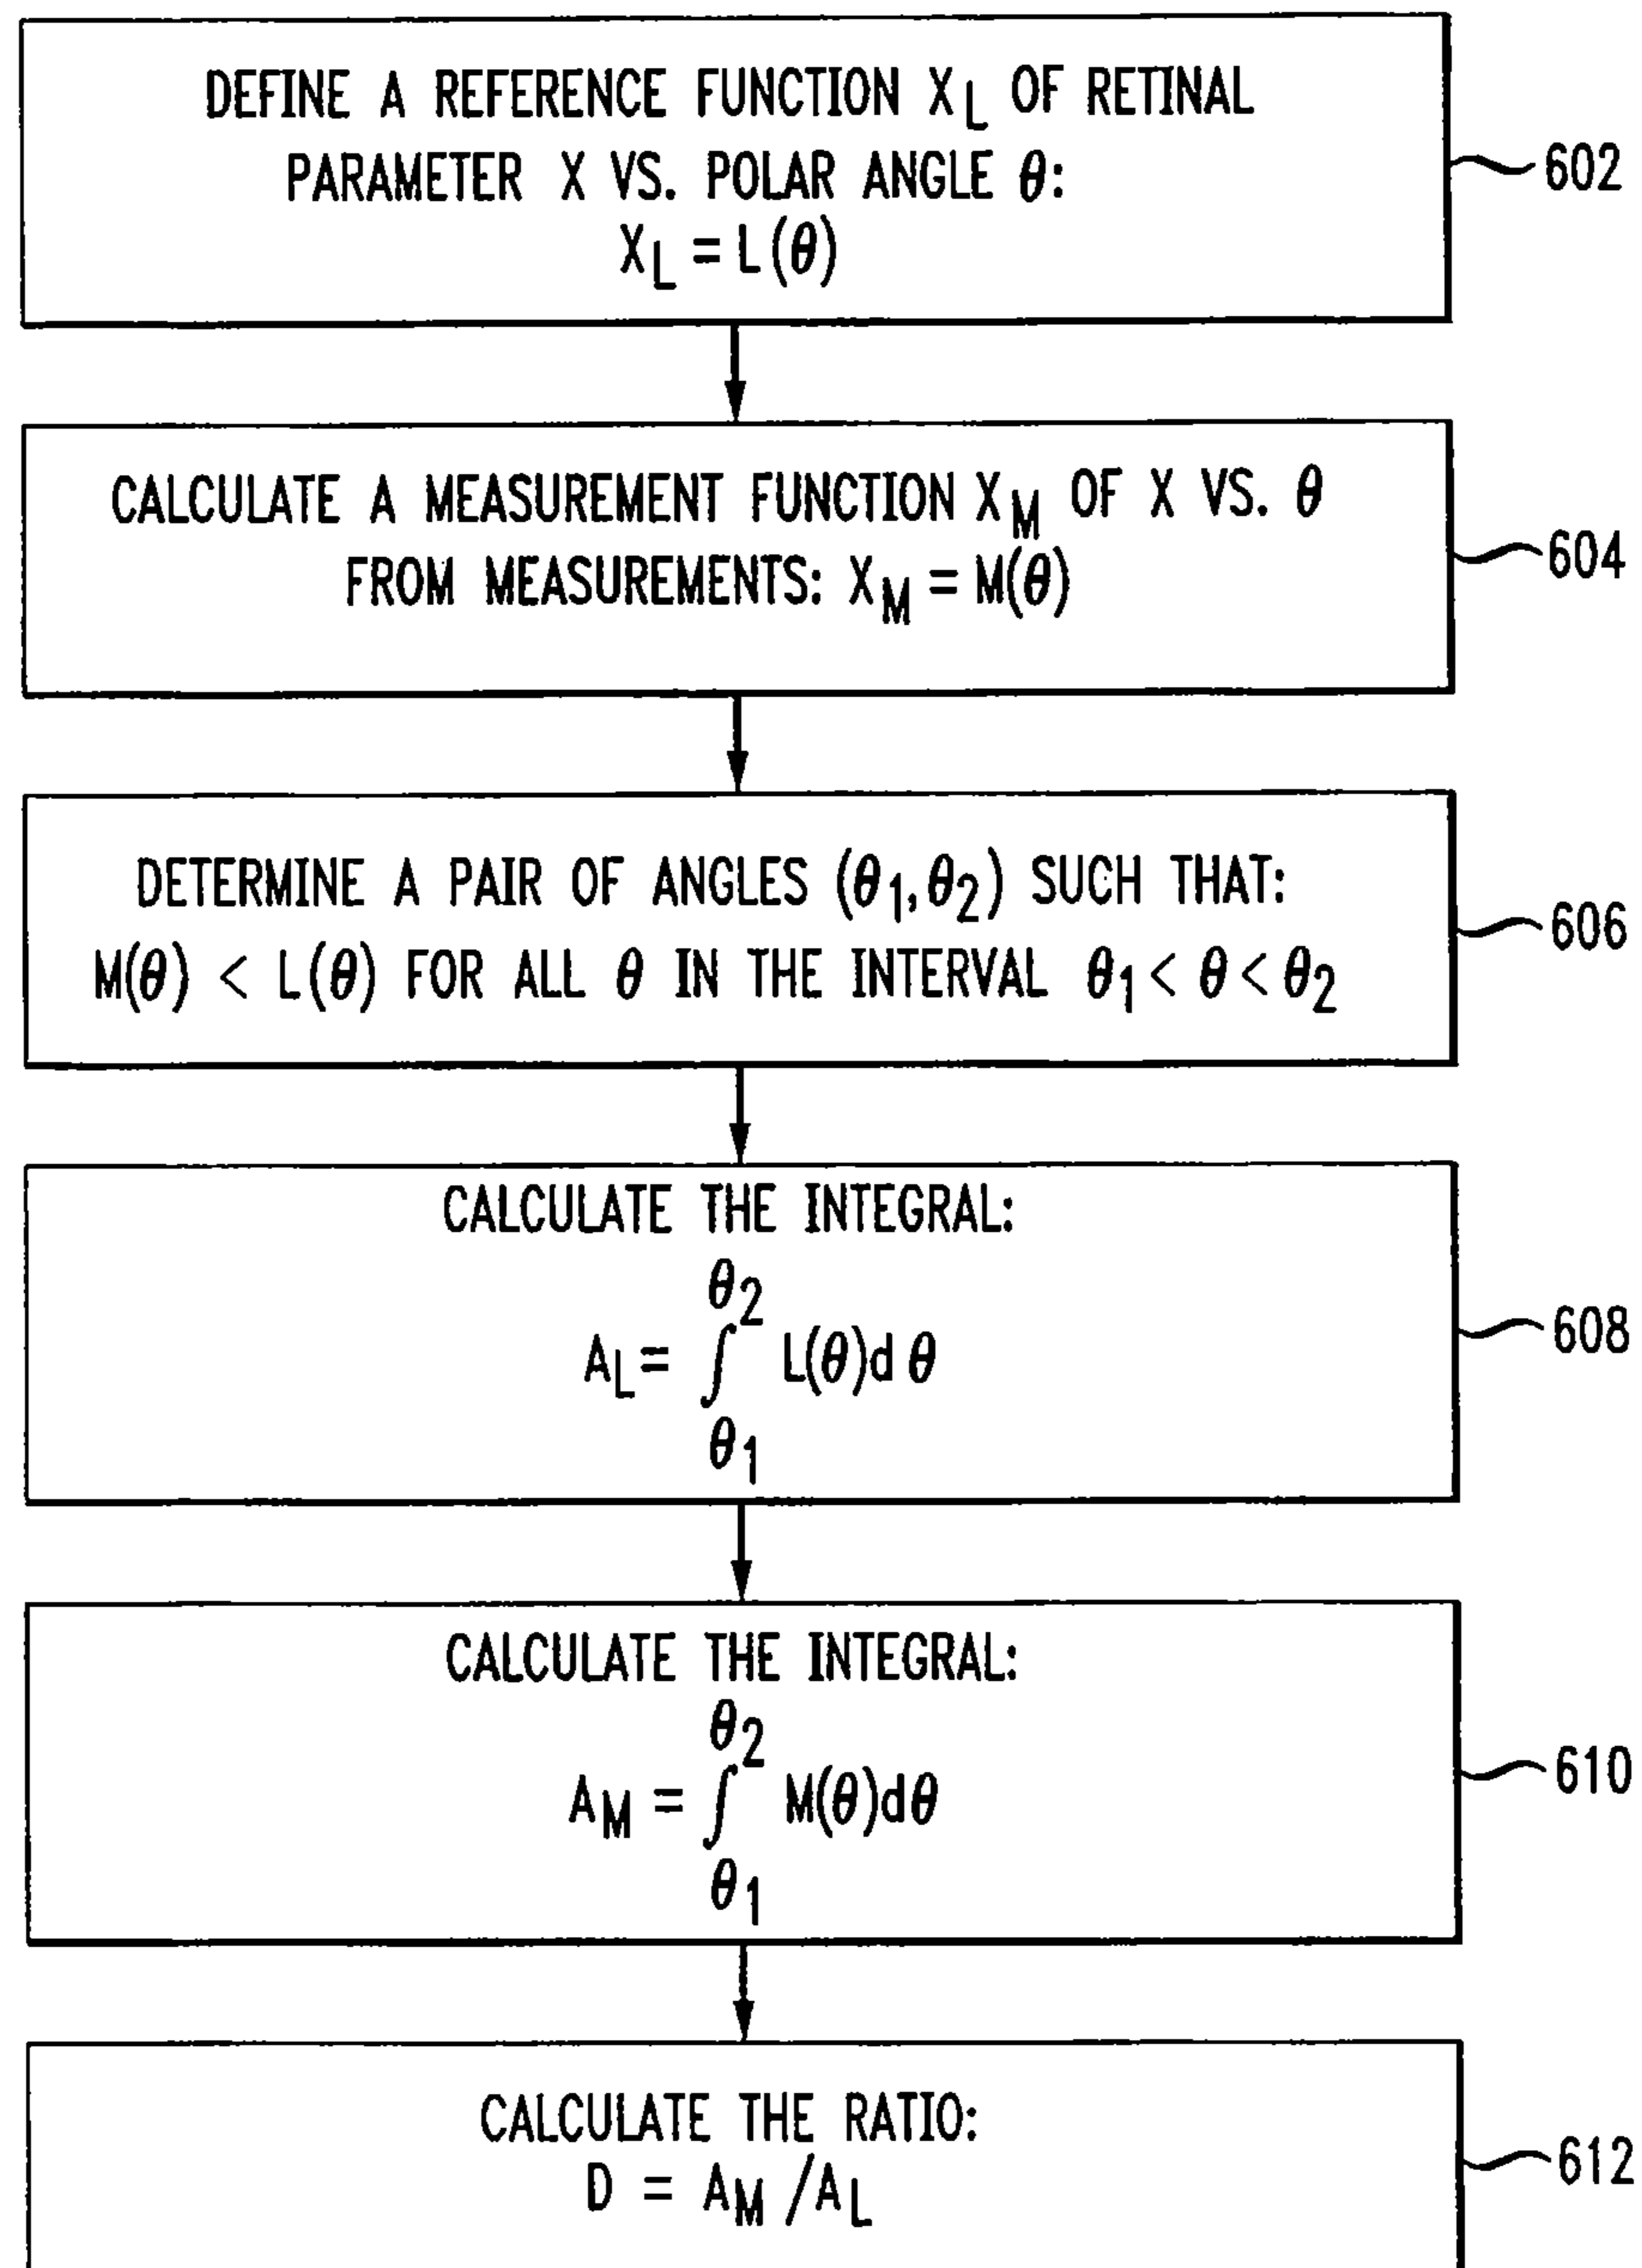 DEFINE A REFERENCE FUNCTION X_L OF RETINAL
PARAMETER X VS. POLAR ANGLE θ:
X_L = L(θ)
602
CALCULATE A MEASUREMENT FUNCTION X_M OF X VS. θ
FROM MEASUREMENTS: X_M = M(θ)
604
DETERMINE A PAIR OF ANGLES (θ1,θ2) SUCH THAT:
M(θ) < L(θ) FOR ALL θ IN THE INTERVAL θ1 < θ < θ2
606
CALCULATE THE INTEGRAL:
θ2
A_L = ∫ L(θ)d θ
θ1
608
CALCULATE THE INTEGRAL:
θ2
A_M = ∫ M(θ)dθ
θ1
610
CALCULATE THE RATIO:
D = A_M /A_L
612